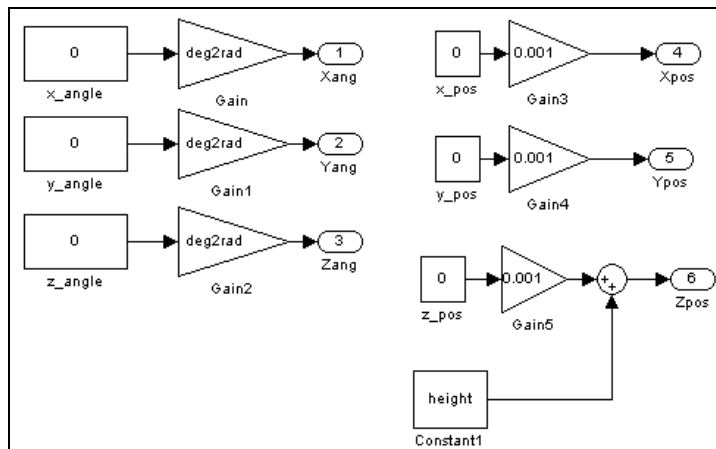 0
deg2rad
1
x_angle
Gain
Xang
0
deg2rad
2
y_angle
Gain1
Yang
0
deg2rad
3
z_angle
Gain2
Zang
0
0.001
4
x_pos
Gain3
Xpos
0
0.001
5
y_pos
Gain4
Ypos
0
0.001
+
+
6
z_pos
Gain5
Zpos
height
Constant1